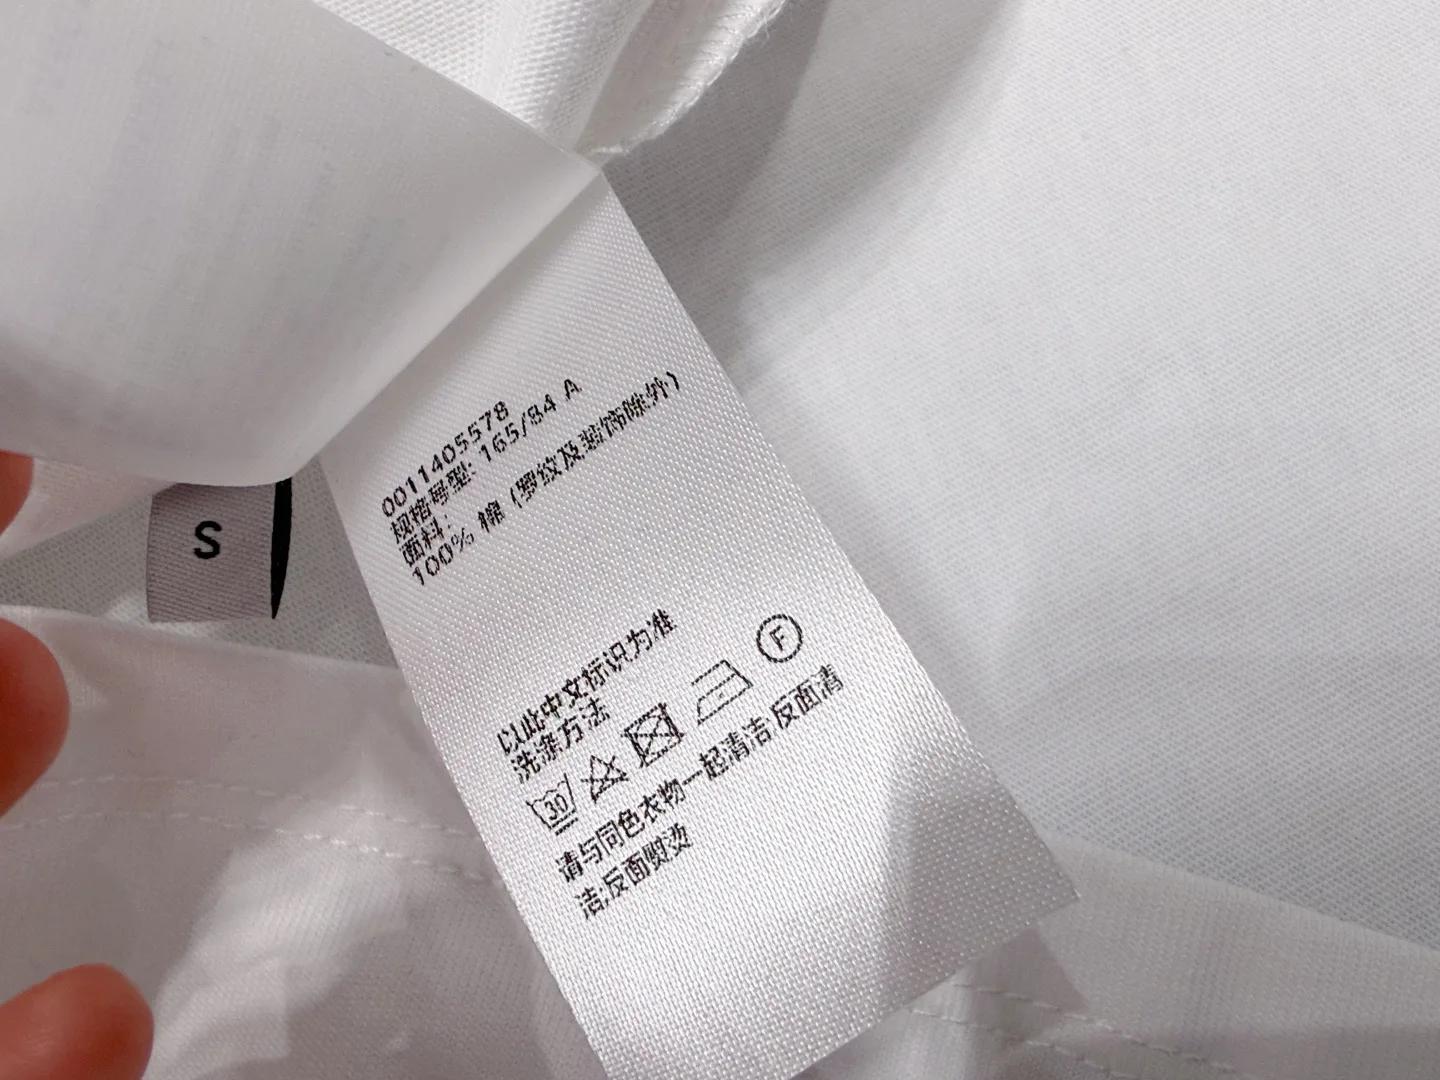 0011405578
规格号型: 165/84 A
面料:
100% 棉 (罗纹及装饰除外)
以此中文标识为准
洗涤方法
30
F
请与同色衣物一起清洁;反面清
洁;反面熨烫
S